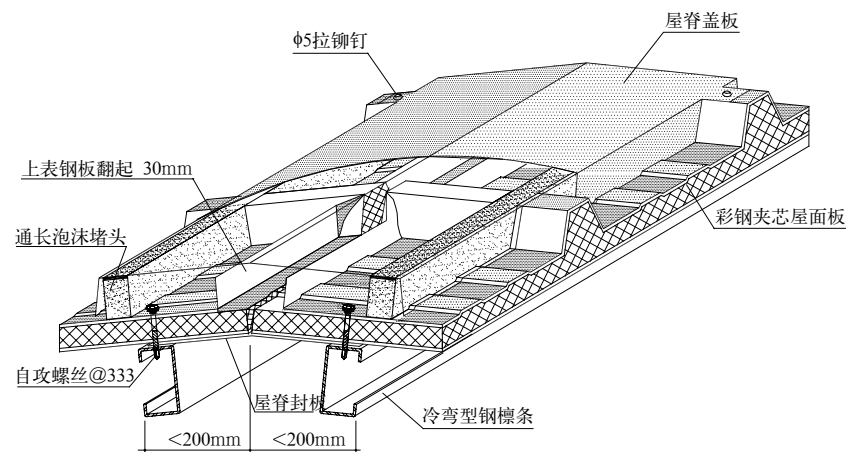 屋脊盖板
ф5拉铆钉
上表钢板翻起 30mm
通长泡沫堵头
彩钢夹芯屋面板
自攻螺丝@333
屋脊封板
冷弯型钢檩条
<200mm <200mm